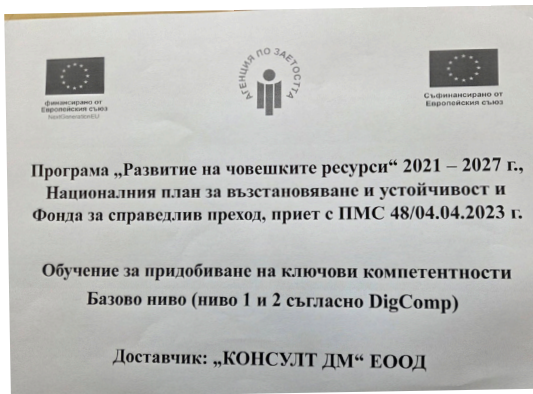 финансирано от
Европейския съюз
NextGenerationEU
АГЕНЦИЯ ПО ЗАЕТОСТТА
Съфинансирано от
Европейския съюз
Програма „Развитие на човешките ресурси“ 2021 – 2027 г.,
Националния план за възстановяване и устойчивост и
Фонда за справедлив преход, приет с ПМС 48/04.04.2023 г.
Обучение за придобиване на ключови компетентности
Базово ниво (ниво 1 и 2 съгласно DigComp)
Доставчик: „КОНСУЛТ ДМ“ ЕООД